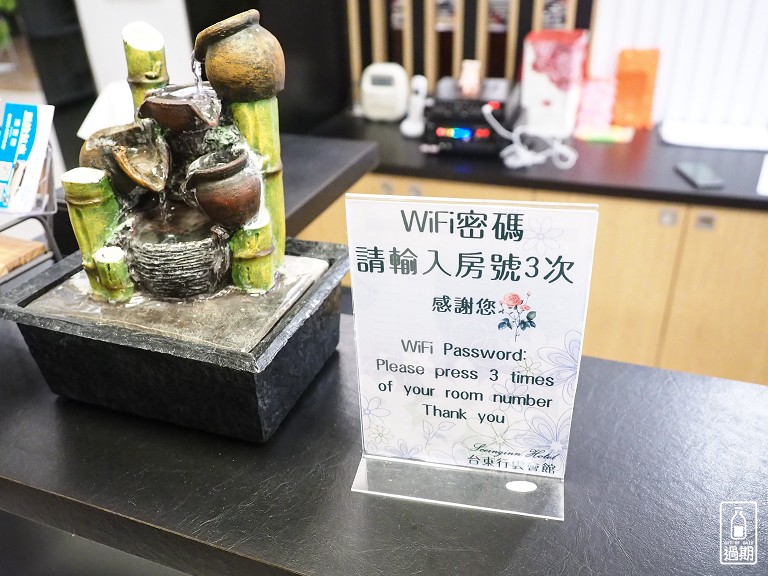 WiFi密碼
請輸入房號3次
感謝您
WiFi Password:
Please press 3 times
of your room number
Thank you
台東行雲會館
過期